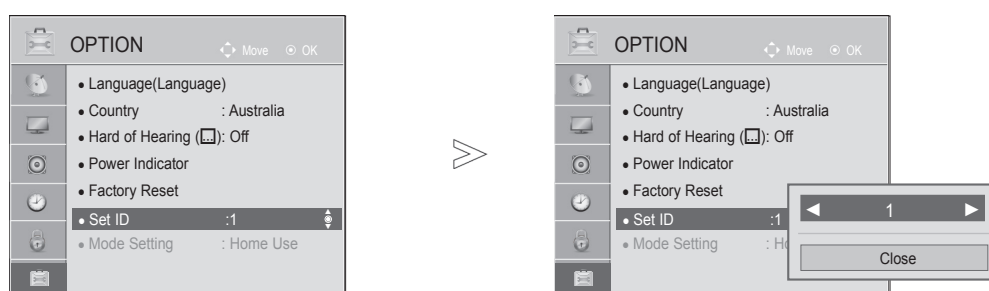 OPTION
Move OK
• Language(Language)
• Country : Australia
• Hard of Hearing (...): Off
• Power Indicator
• Factory Reset
• Set ID :1
• Mode Setting : Home Use
OPTION
Move OK
• Language(Language)
• Country : Australia
• Hard of Hearing (...): Off
• Power Indicator
• Factory Reset
• Set ID :1
• Mode Setting : Ho
◀ 1 ▶
Close